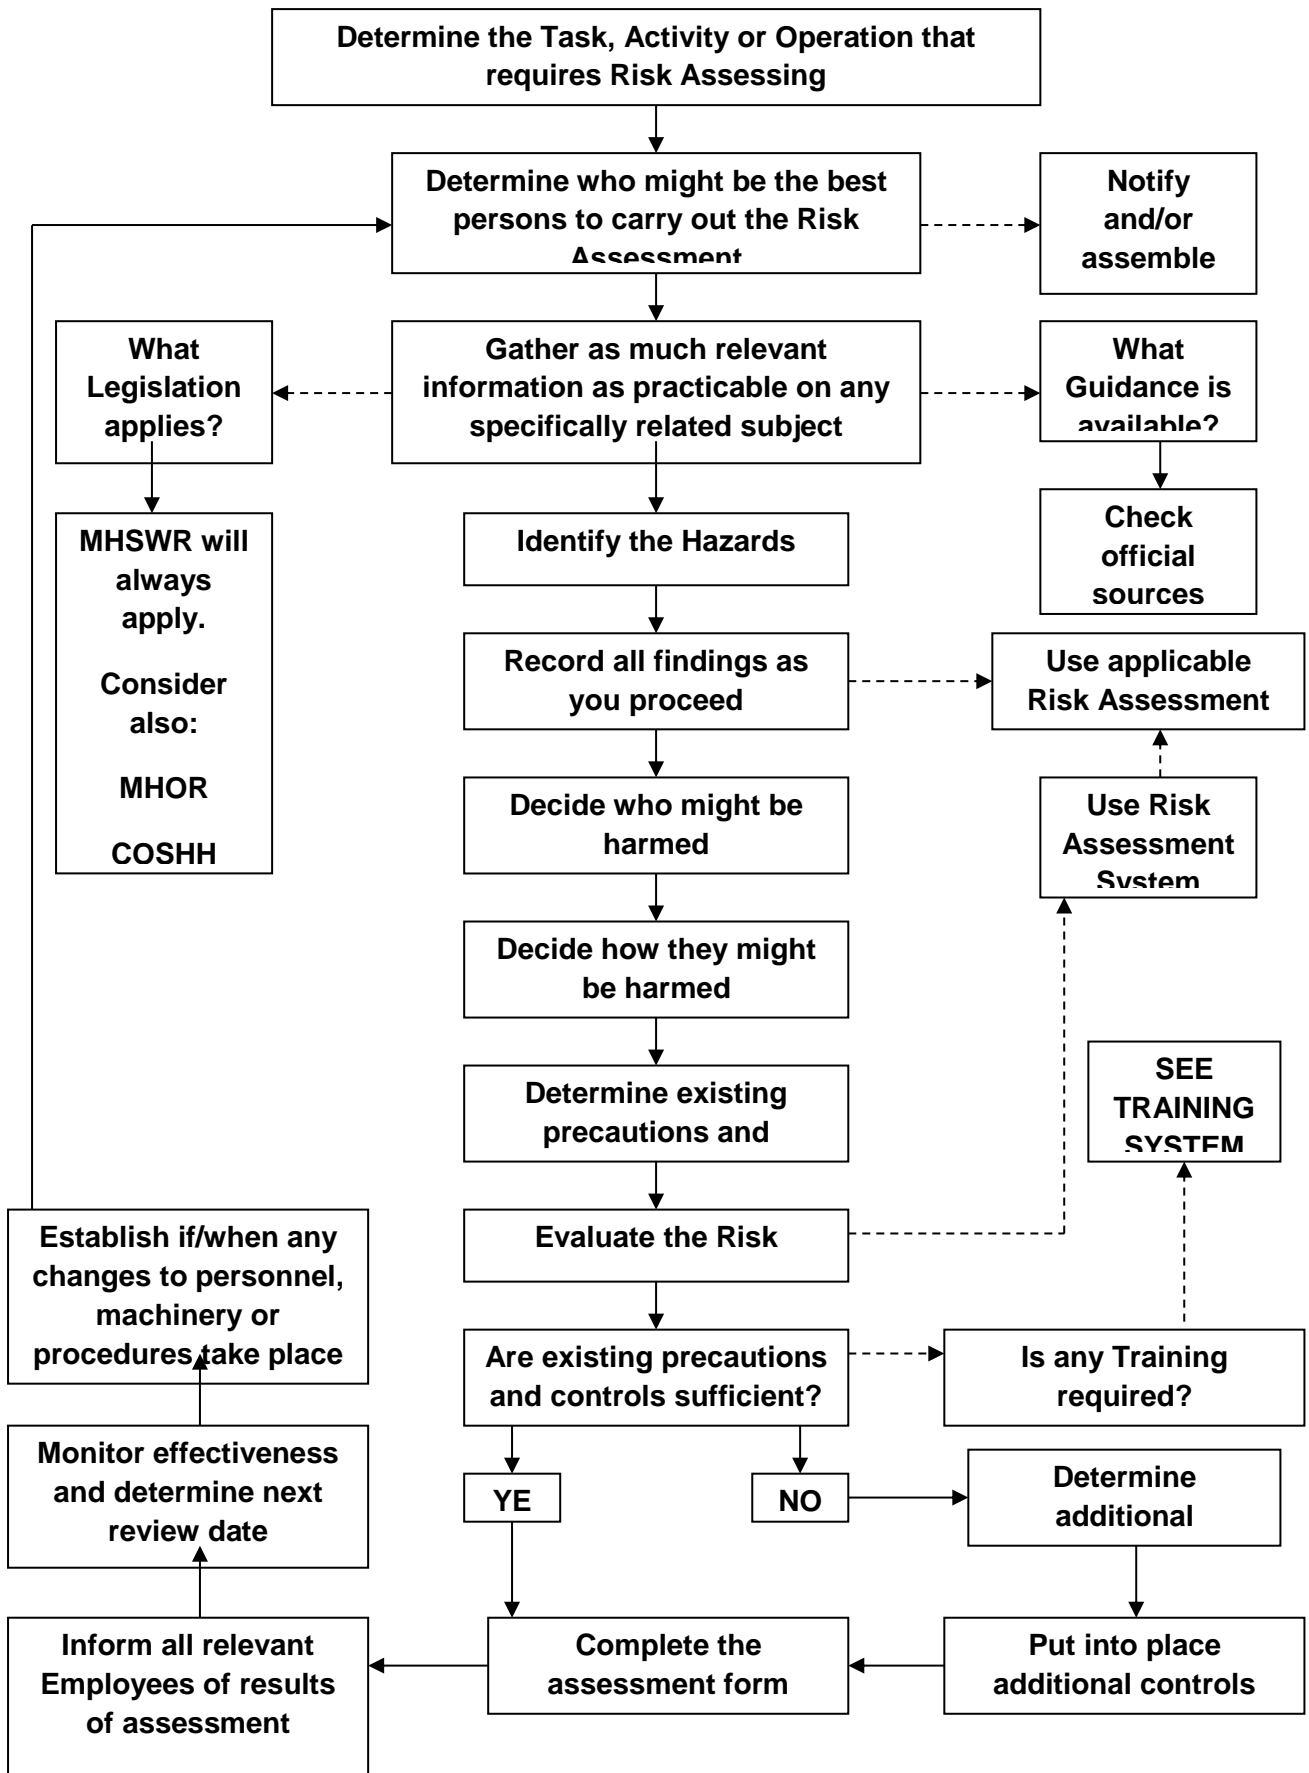 Determine the Task, Activity or Operation that
requires Risk Assessing
Determine who might be the best
persons to carry out the Risk
Assessment
Notify
and/or
assemble
What
Legislation
applies?
Gather as much relevant
information as practicable on any
specifically related subject
What
Guidance is
available?
MHSWR will
always
apply.
Consider
also:
MHOR
COSHH
Identify the Hazards
Check
official
sources
Record all findings as
you proceed
Use applicable
Risk Assessment
Decide who might be
harmed
Use Risk
Assessment
System
Decide how they might
be harmed
Determine existing
precautions and
SEE
TRAINING
SYSTEM
Establish if/when any
changes to personnel,
machinery or
procedures take place
Evaluate the Risk
Are existing precautions
and controls sufficient?
Is any Training
required?
Monitor effectiveness
and determine next
review date
YE
NO
Determine
additional
Inform all relevant
Employees of results
of assessment
Complete the
assessment form
Put into place
additional controls